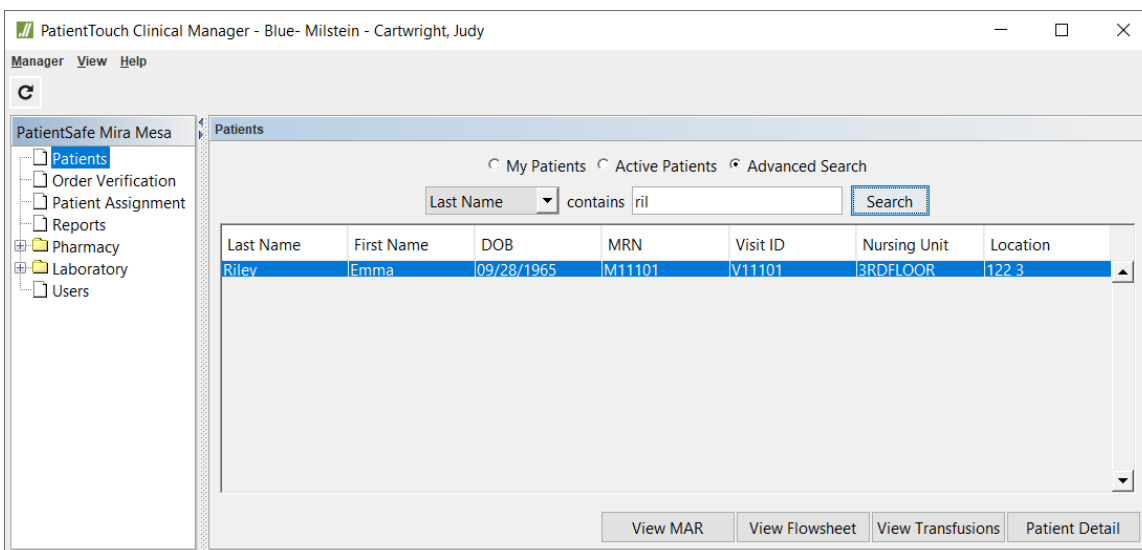 PatientTouch Clinical Manager - Blue- Milstein - Cartwright, Judy
Manager View Help
PatientSafe Mira Mesa
Patients
Order Verification
Patient Assignment
Reports
Pharmacy
Laboratory
Users
Patients
My Patients Active Patients Advanced Search
Last Name contains ril Search
Last Name First Name DOB MRN Visit ID Nursing Unit Location
Riley Emma 09/28/1965 M11101 V11101 3RDFLOOR 122 3
View MAR View Flowsheet View Transfusions Patient Detail